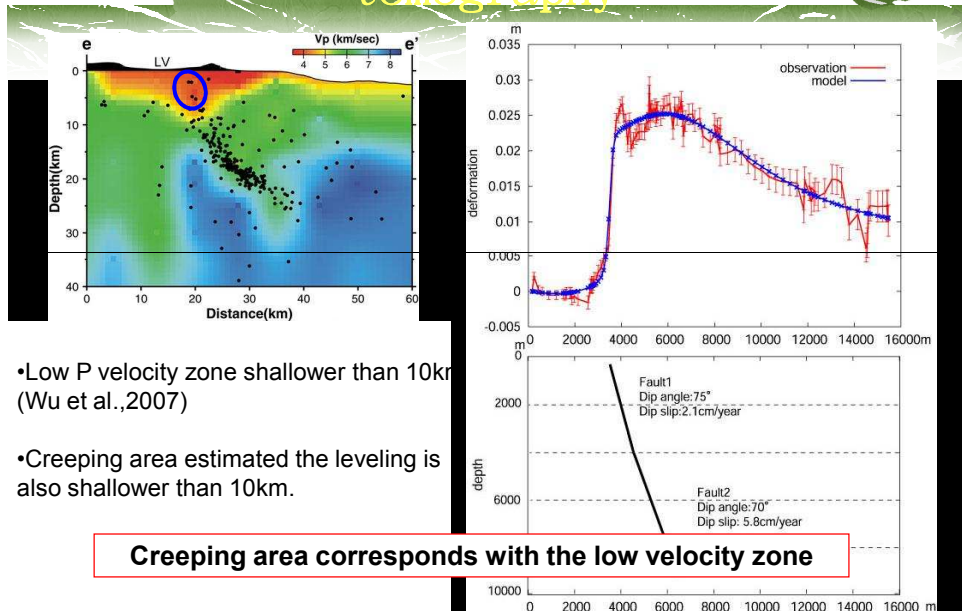 tomography
e
e'
LV
Vp (km/sec)
4 5 6 7 8
0
10
20
30
40
Depth(km)
0 10 20 30 40 50 60
Distance(km)
•Low P velocity zone shallower than 10km
(Wu et al.,2007)
•Creeping area estimated the leveling is
also shallower than 10km.
0.035
0.03
0.025
0.02
0.015
0.01
0.005
0
-0.005
deformation
observation
model
0 2000 4000 6000 8000 10000 12000 14000 16000m
m
0
2000
6000
10000
depth
Fault1
Dip angle:75°
Dip slip:2.1cm/year
Fault2
Dip angle:70°
Dip slip: 5.8cm/year
0 2000 4000 6000 8000 10000 12000 14000 16000 m
Creeping area corresponds with the low velocity zone